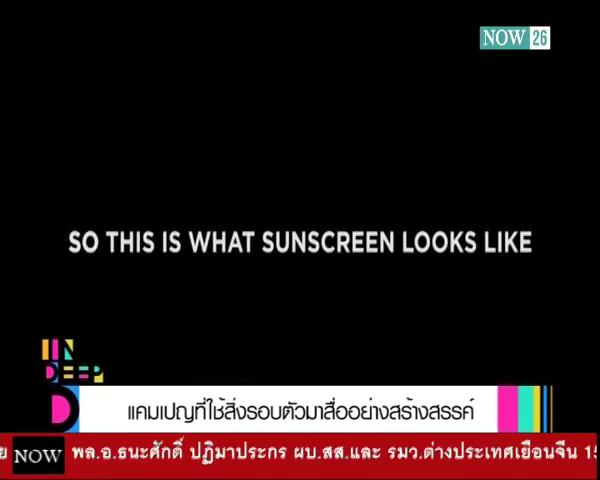 NOW 26
SO THIS IS WHAT SUNSCREEN LOOKS LIKE
IN
DEEP
D
แคมเปญที่ใช้สิ่งรอบตัวมาสื่ออย่างสร้างสรรค์
ย NOW พล.อ.ธนะศักดิ์ ปฏิมาประกร ผบ.สส.และ รมว.ต่างประเทศเยือนจีน 15